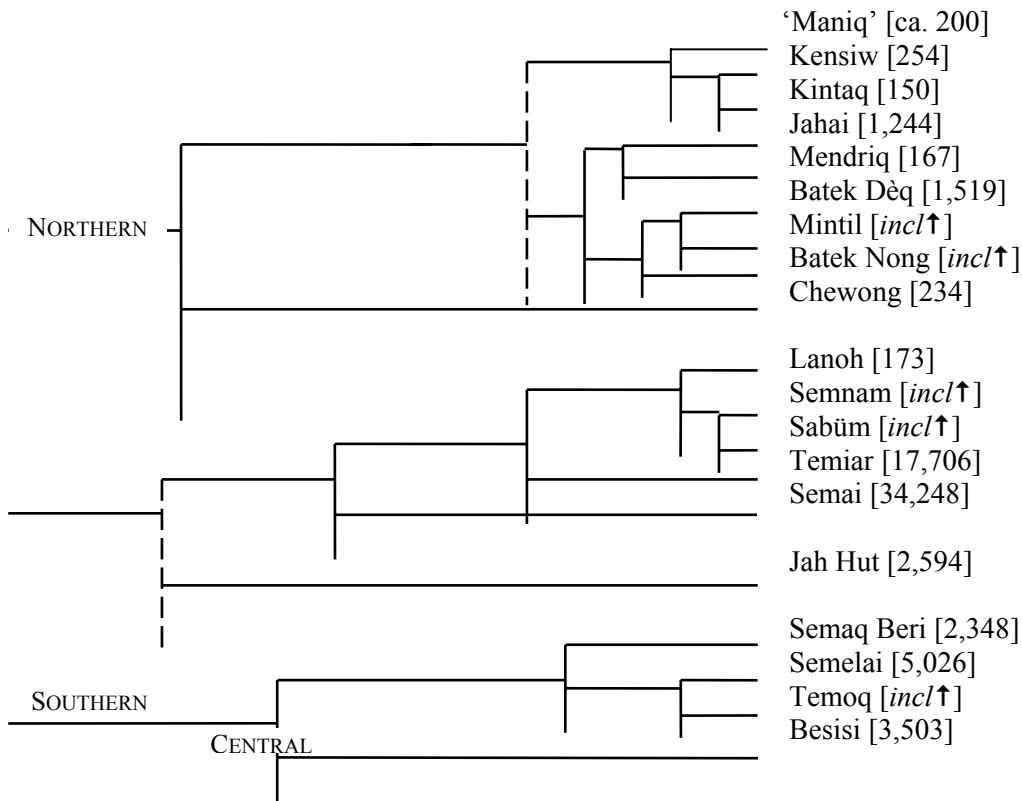 ‘Maniq’ [ca. 200]
Kensiw [254]
Kintaq [150]
Jahai [1,244]
Mendriq [167]
Batek Dèq [1,519]
Mintil [incl↑]
NORTHERN
Batek Nong [incl↑]
Chewong [234]
Lanoh [173]
Semnam [incl↑]
Sabüm [incl↑]
Temiar [17,706]
Semai [34,248]
Jah Hut [2,594]
Semaq Beri [2,348]
Semelai [5,026]
SOUTHERN
Temoq [incl↑]
Besisi [3,503]
CENTRAL